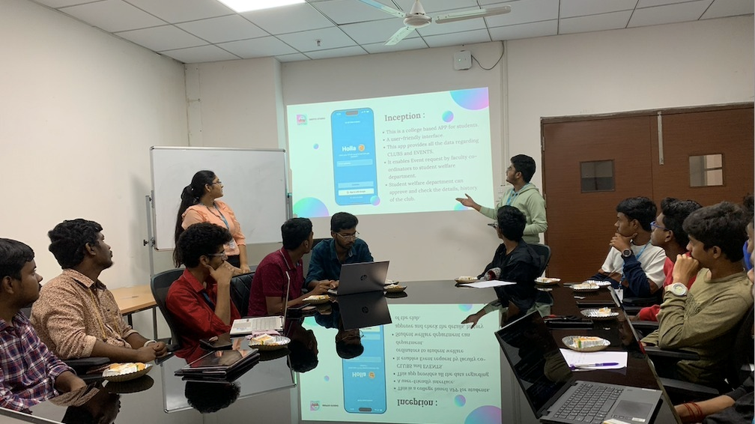 Inception :
Hello
• This is a college based APP for students.
• A user-friendly interface .
• This app provides all the data regarding
CLUBS and EVENTS.
• It enables Event request by faculty co-
ordinators to student welfare
department.
• Student welfare department can
approve and check the details, history
of the club.